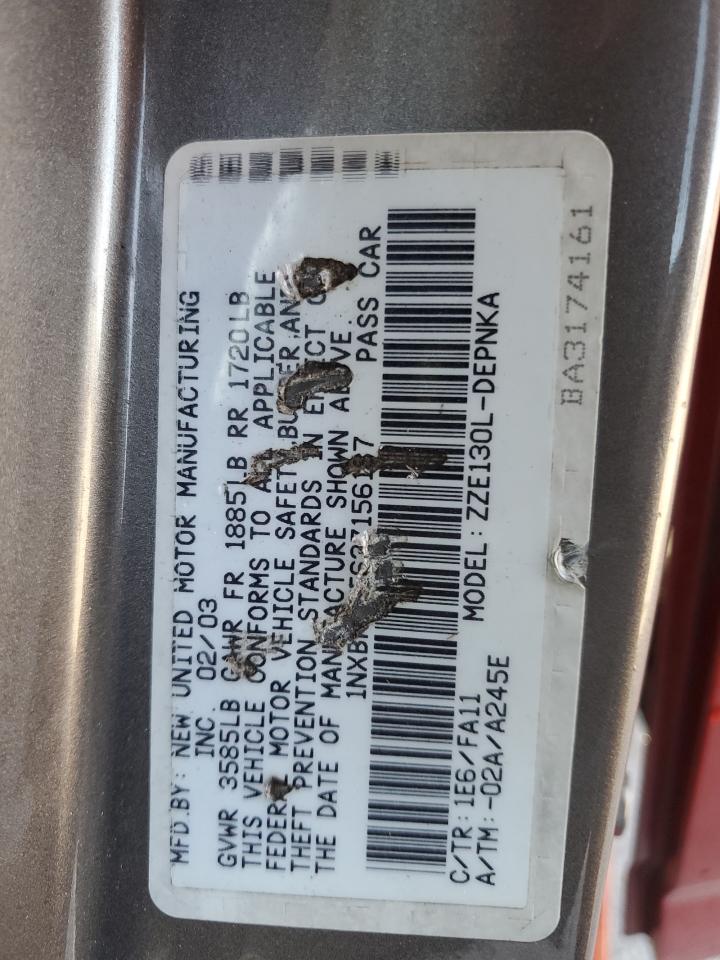 MFD.BY: NEW UNITED MOTOR MANUFACTURING
INC. 02/03
GVWR 3585LB GAWR FR 1885LB RR 1720LB
THIS VEHICLE CONFORMS TO ALL APPLICABLE
FEDERAL MOTOR VEHICLE SAFETY, BUMPER AND
THEFT PREVENTION STANDARDS IN EFFECT ON
THE DATE OF MANUFACTURE SHOWN ABOVE.
PASS CAR
C/TR: 1E6/FA11 MODEL: ZZE130L-DEPNKA
A/TM: -02A/A245E
BA3174161